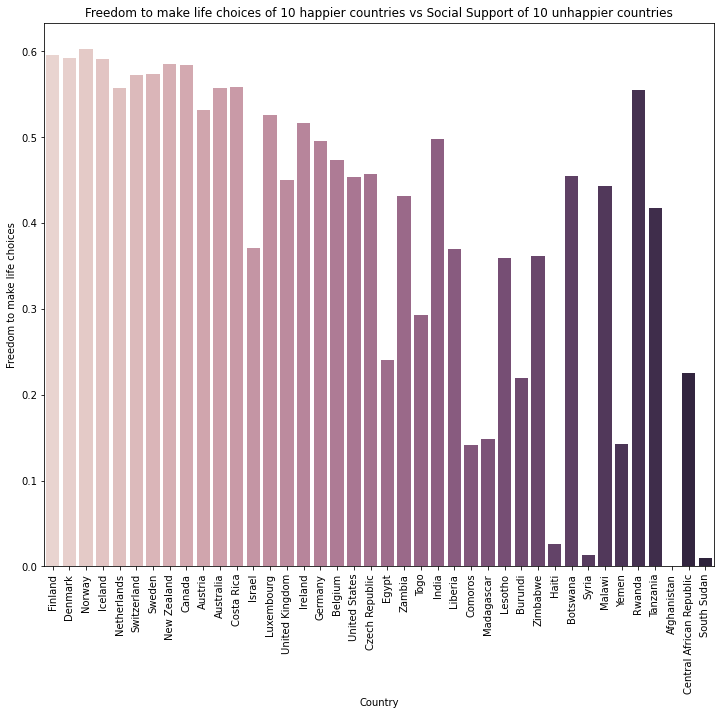 Freedom to make life choices of 10 happier countries vs Social Support of 10 unhappier countries
Freedom to make life choices
0.6
0.5
0.4
0.3
0.2
0.1
0.0
Finland
Denmark
Norway
Iceland
Netherlands
Switzerland
Sweden
New Zealand
Canada
Austria
Australia
Costa Rica
Israel
Luxembourg
United Kingdom
Ireland
Germany
Belgium
United States
Czech Republic
Egypt
Zambia
Togo
India
Liberia
Comoros
Madagascar
Lesotho
Burundi
Zimbabwe
Haiti
Botswana
Syria
Malawi
Yemen
Rwanda
Tanzania
Afghanistan
Central African Republic
South Sudan
Country